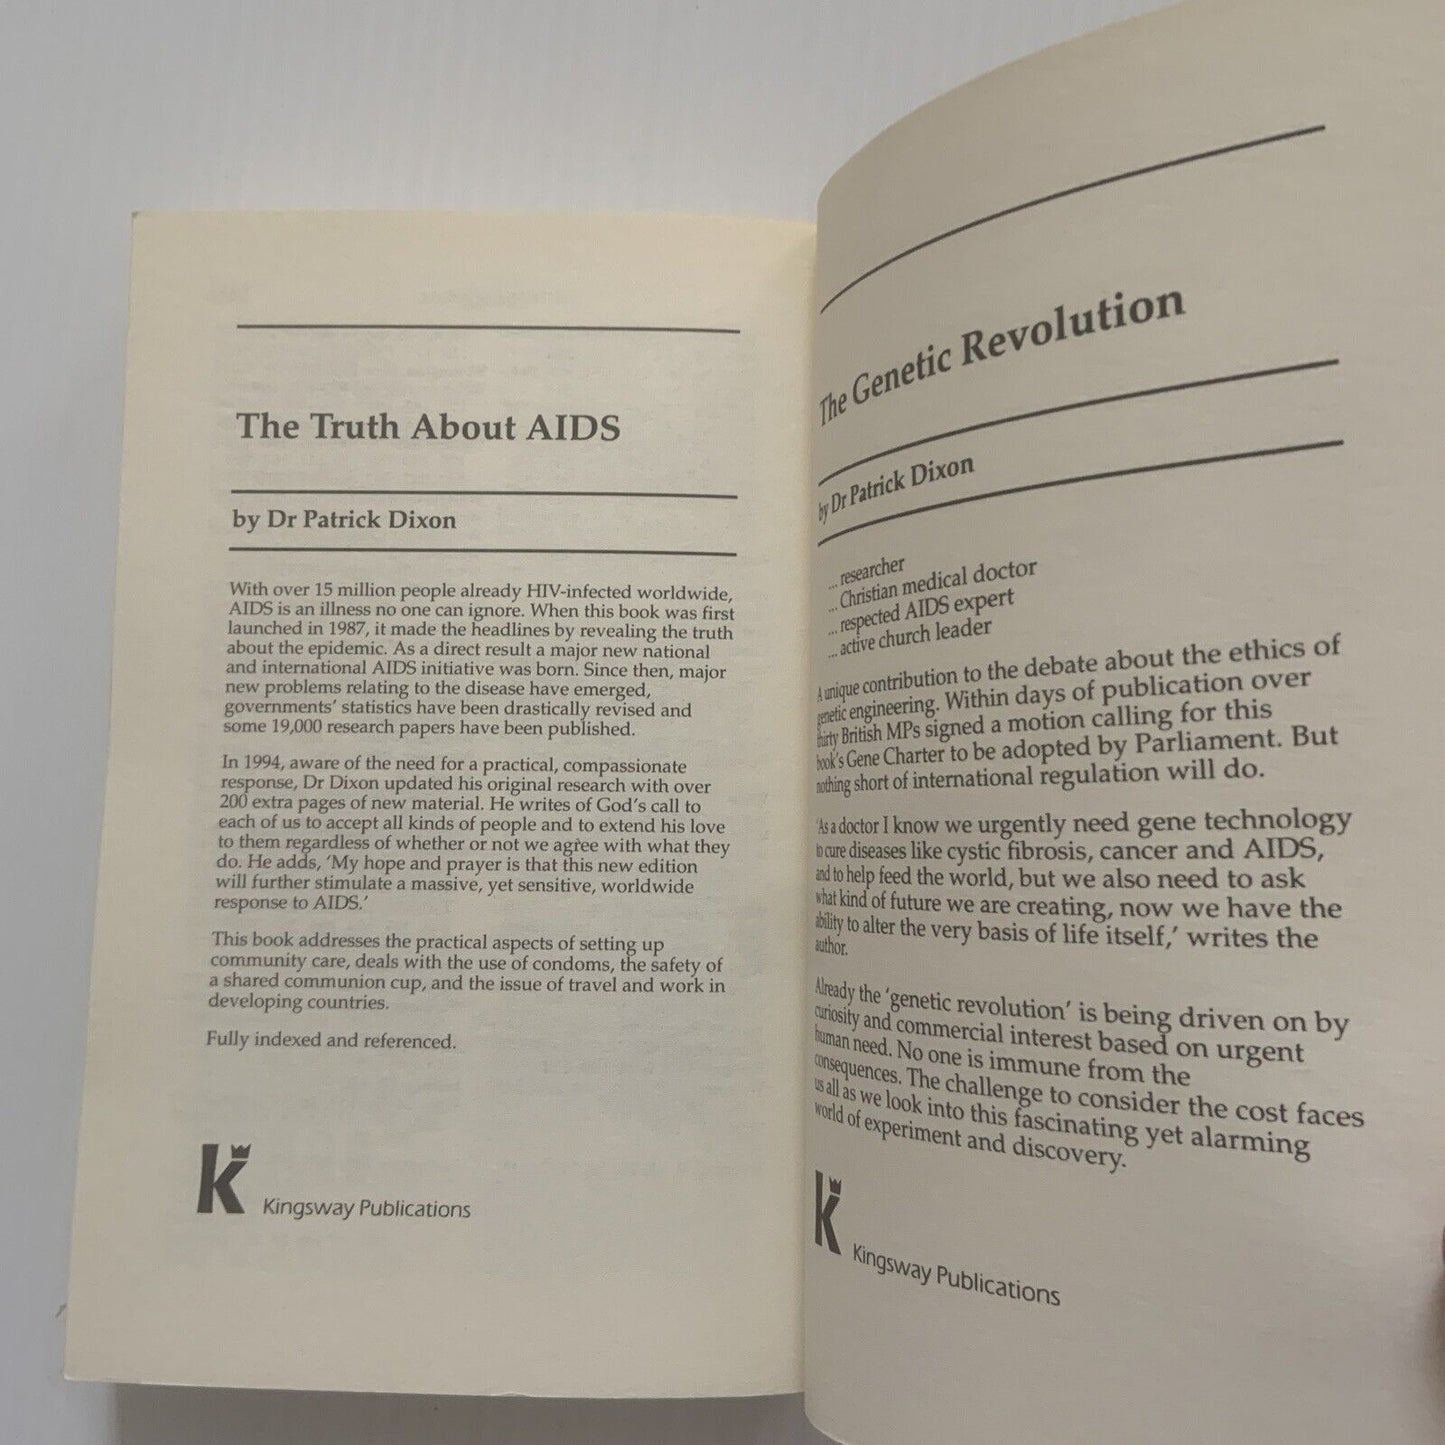 The Truth About AIDS
by Dr Patrick Dixon
With over 15 million people already HIV-infected worldwide,
AIDS is an illness no one can ignore. When this book was first
launched in 1987, it made the headlines by revealing the truth
about the epidemic. As a direct result a major new national
and international AIDS initiative was born. Since then, major
new problems relating to the disease have emerged,
governments' statistics have been drastically revised and
some 19,000 research papers have been published.
In 1994, aware of the need for a practical, compassionate
response, Dr Dixon updated his original research with over
200 extra pages of new material. He writes of God's call to
each of us to accept all kinds of people and to extend his love
to them regardless of whether or not we agree with what they
do. He adds, 'My hope and prayer is that this new edition
will further stimulate a massive, yet sensitive, worldwide
response to AIDS.'
This book addresses the practical aspects of setting up
community care, deals with the use of condoms, the safety of
a shared communion cup, and the issue of travel and work in
developing countries.
Fully indexed and referenced.
K Kingsway Publications
The Genetic Revolution
by Dr Patrick Dixon
... researcher
... Christian medical doctor
... respected AIDS expert
... active church leader
A unique contribution to the debate about the ethics of
genetic engineering. Within days of publication over
thirty British MPs signed a motion calling for this
book's Gene Charter to be adopted by Parliament. But
nothing short of international regulation will do.
'As a doctor I know we urgently need gene technology
to cure diseases like cystic fibrosis, cancer and AIDS,
and to help feed the world, but we also need to ask
what kind of future we are creating, now we have the
ability to alter the very basis of life itself,' writes the
author.
Already the 'genetic revolution' is being driven on by
curiosity and commercial interest based on urgent
human need. No one is immune from the
consequences. The challenge to consider the cost faces
us all as we look into this fascinating yet alarming
world of experiment and discovery.
K Kingsway Publications